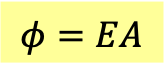 ϕ = EA